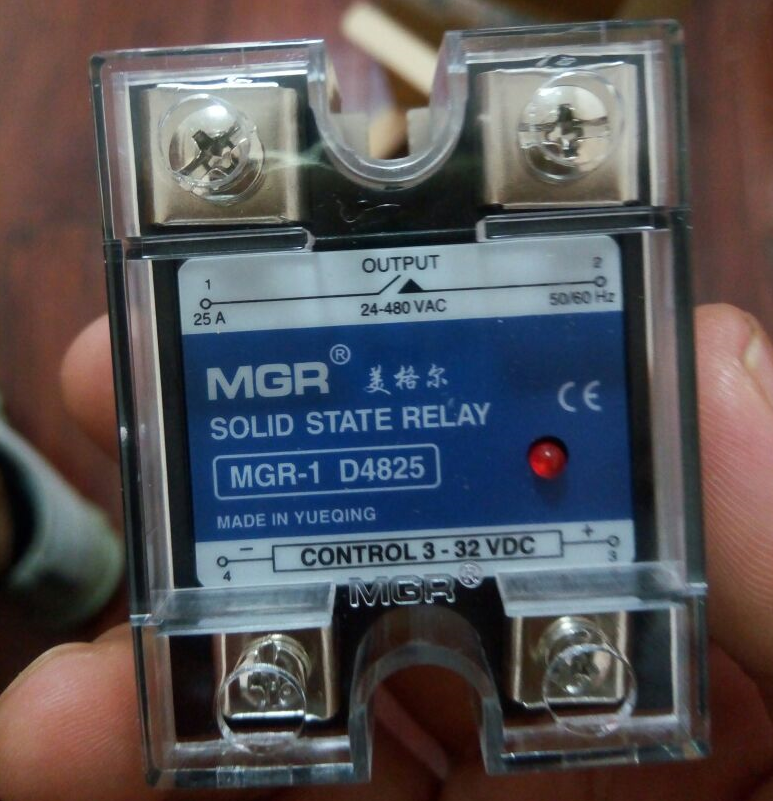 OUTPUT
1 2
25 A 24-480 VAC 50/60 Hz
MGR® 美格尔
CE
SOLID STATE RELAY
MGR-1 D4825
MADE IN YUEQING
− CONTROL 3 - 32 VDC +
4 3
MGR®